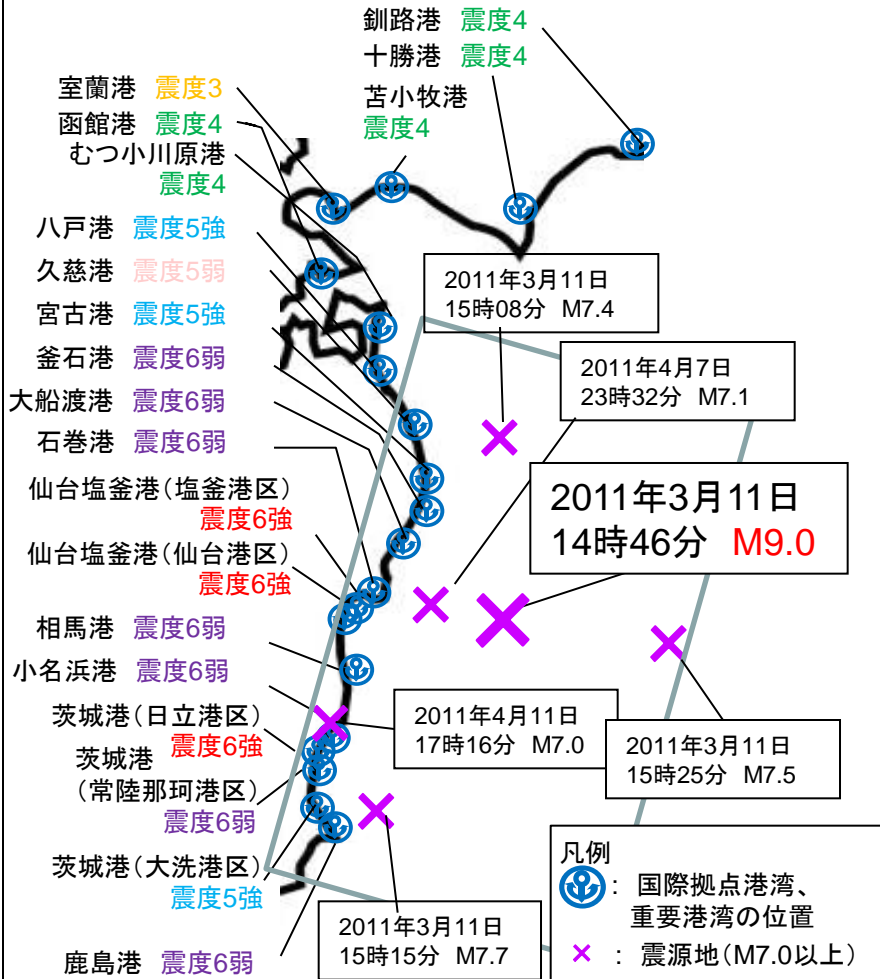 釧路港 震度4
十勝港 震度4
苫小牧港
震度4
室蘭港 震度3
函館港 震度4
むつ小川原港
震度4
八戸港 震度5強
久慈港 震度5弱
宮古港 震度5強
釜石港 震度6弱
大船渡港 震度6弱
石巻港 震度6弱
仙台塩釜港(塩釜港区)
震度6強
仙台塩釜港(仙台港区)
震度6強
相馬港 震度6弱
小名浜港 震度6弱
茨城港(日立港区)
震度6強
茨城港
(常陸那珂港区)
震度6弱
茨城港(大洗港区)
震度5強
鹿島港 震度6弱
2011年3月11日
15時08分 M7.4
2011年4月7日
23時32分 M7.1
2011年3月11日
14時46分 M9.0
2011年4月11日
17時16分 M7.0
2011年3月11日
15時25分 M7.5
2011年3月11日
15時15分 M7.7
凡例
: 国際拠点港湾、
重要港湾の位置
: 震源地(M7.0以上)